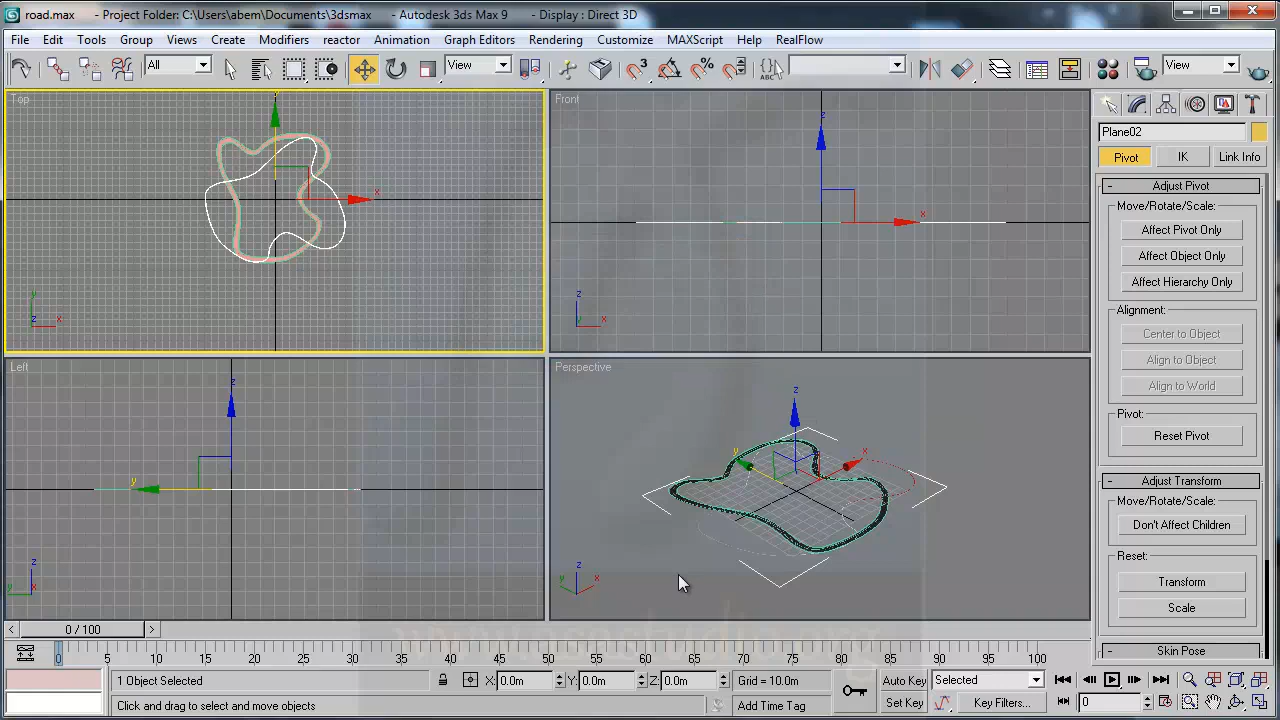 road.max - Project Folder: C:\Users\abem\Documents\3dsmax - Autodesk 3ds Max 9 - Display : Direct 3D
File Edit Tools Group Views Create Modifiers reactor Animation Graph Editors Rendering Customize MAXScript Help RealFlow
All View 3 % ABC View
Top
y
x
z
Front
z
x
Left
z
y
x
Perspective
z
y
x
Plane02
Pivot IK Link Info
- Adjust Pivot
Move/Rotate/Scale:
Affect Pivot Only
Affect Object Only
Affect Hierarchy Only
Alignment:
Center to Object
Align to Object
Align to World
Pivot:
Reset Pivot
- Adjust Transform
Move/Rotate/Scale:
Don't Affect Children
Reset:
Transform
Scale
- Skin Pose
< 0 / 100 >
0 5 10 15 20 25 30 35 40 45 50 55 60 65 70 75 80 85 90 95 100
1 Object Selected X: 0.0m Y: 0.0m Z: 0.0m Grid = 10.0m Auto Key Selected
Click and drag to select and move objects Add Time Tag Set Key Key Filters... 0